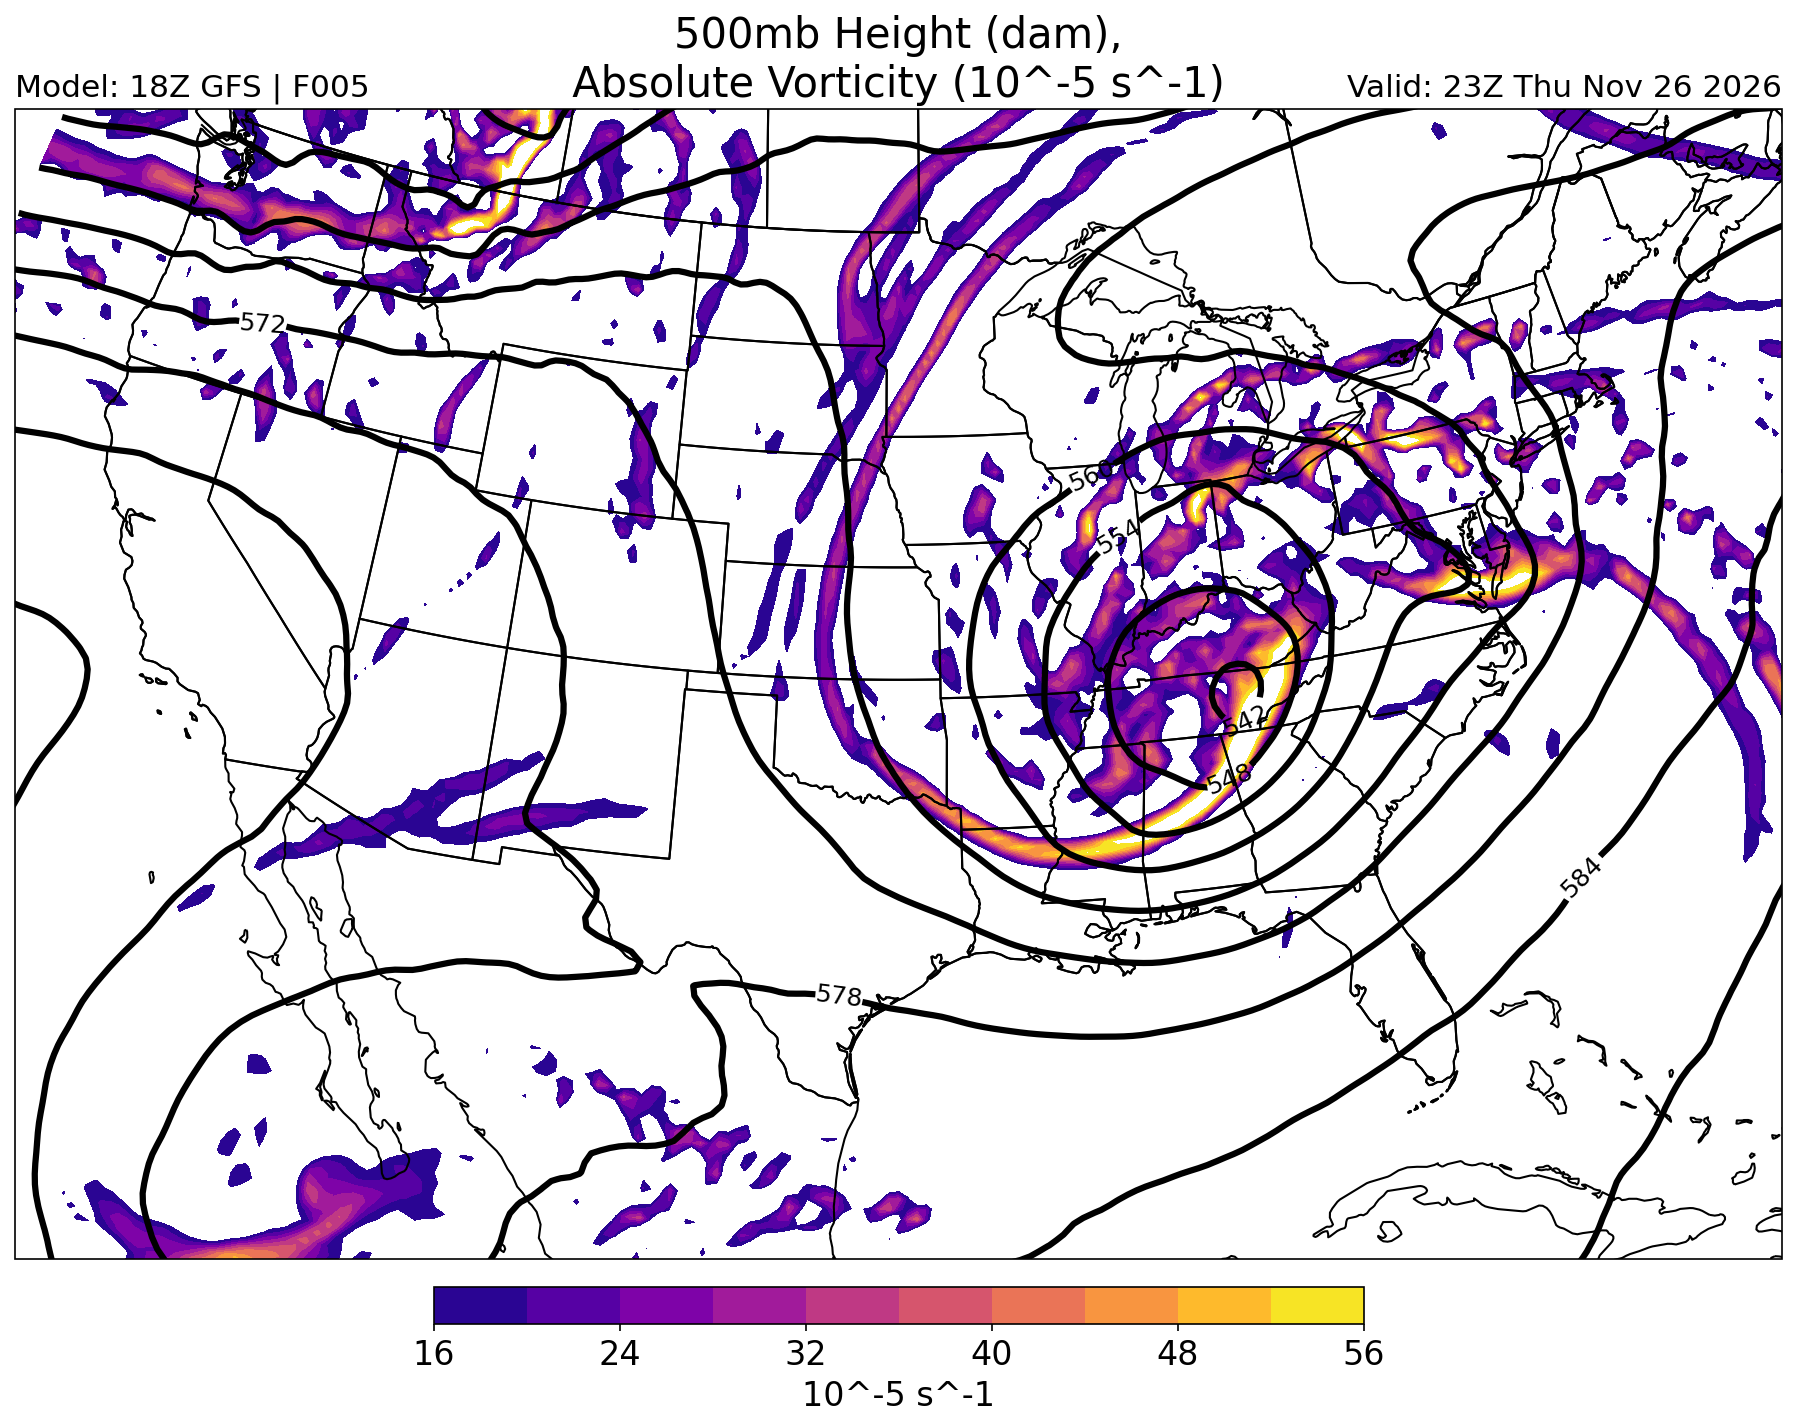 500mb Height (dam),
Absolute Vorticity (10^-5 s^-1)
Model: 18Z GFS | F005
Valid: 23Z Thu Nov 26 2026
572
560
554
542
548
584
578
16 24 32 40 48 56
10^-5 s^-1